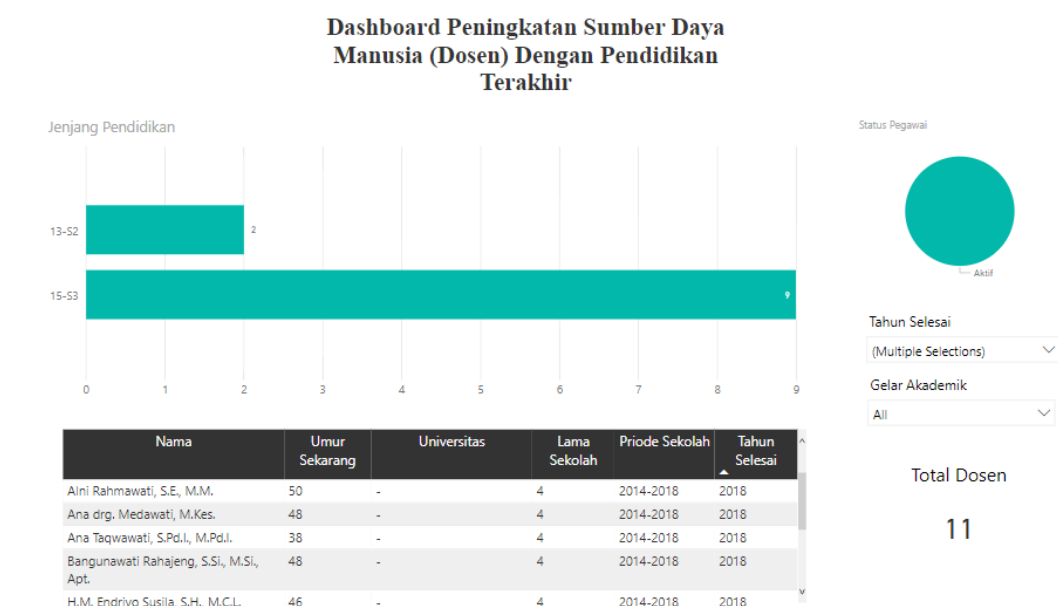 Dashboard Peningkatan Sumber Daya
Manusia (Dosen) Dengan Pendidikan
Terakhir
Jenjang Pendidikan
13-S2
2
15-S3
9
0 1 2 3 4 5 6 7 8 9
Status Pegawai
Aktif
Tahun Selesai
(Multiple Selections)
Gelar Akademik
All
Total Dosen
11
Nama Umur Sekarang Universitas Lama Sekolah Priode Sekolah Tahun Selesai
Aini Rahmawati, S.E., M.M. 50 - 4 2014-2018 2018
Ana drg. Medawati, M.Kes. 48 - 4 2014-2018 2018
Ana Taqwawati, S.Pd.I., M.Pd.I. 38 - 4 2014-2018 2018
Bangunawati Rahajeng, S.Si., M.Si., 48 - 4 2014-2018 2018
Apt.
H.M. Endriyo Susila, S.H., M.C.L. 46 - 4 2014-2018 2018